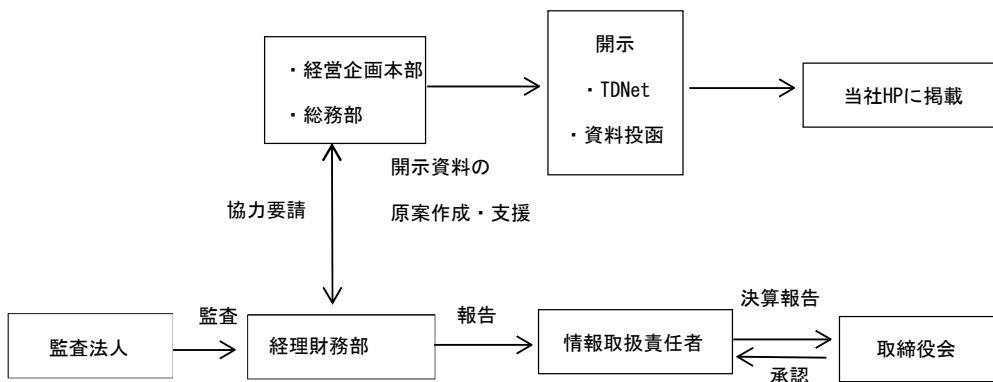 ・経営企画本部
・総務部
開示
・TDNet
・資料投函
当社HPに掲載
協力要請
開示資料の
原案作成・支援
監査法人
監査
経理財務部
報告
情報取扱責任者
決算報告
承認
取締役会